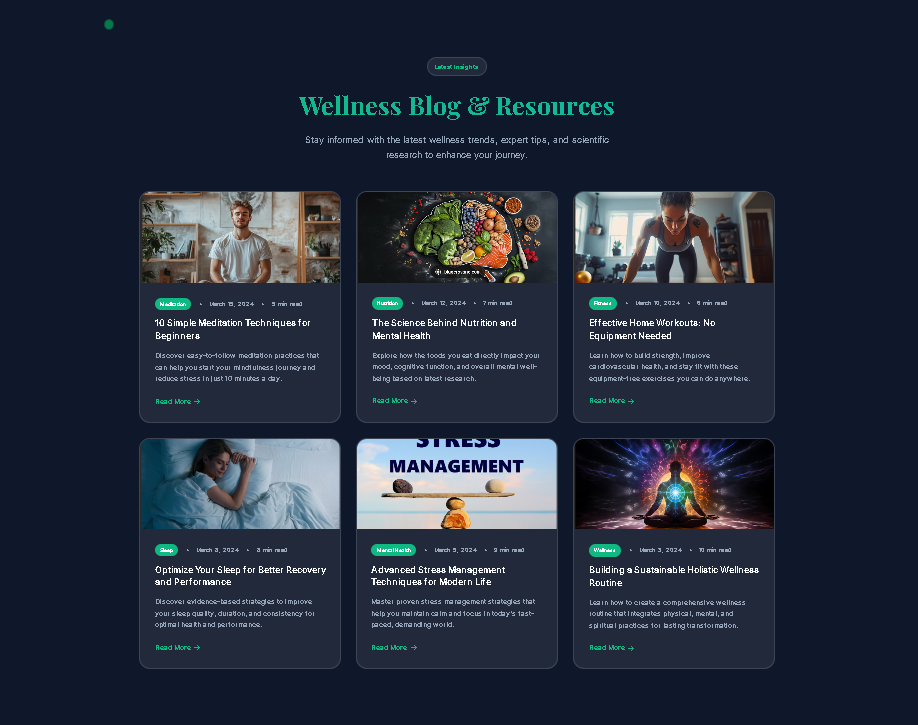 Latest Insights
Wellness Blog & Resources
Stay informed with the latest wellness trends, expert tips, and scientific
research to enhance your journey.
Meditation • March 15, 2024 • 5 min read
10 Simple Meditation Techniques for
Beginners
Discover easy-to-follow meditation practices that
can help you start your mindfulness journey and
reduce stress in just 10 minutes a day.
Read More →
Nutrition • March 12, 2024 • 7 min read
The Science Behind Nutrition and
Mental Health
Explore how the foods you eat directly impact your
mood, cognitive function, and overall mental well-
being based on latest research.
Read More →
Fitness • March 10, 2024 • 6 min read
Effective Home Workouts: No
Equipment Needed
Learn how to build strength, improve
cardiovascular health, and stay fit with these
equipment-free exercises you can do anywhere.
Read More →
Sleep • March 8, 2024 • 8 min read
Optimize Your Sleep for Better Recovery
and Performance
Discover evidence-based strategies to improve
your sleep quality, duration, and consistency for
optimal health and performance.
Read More →
STRESS
MANAGEMENT
Mental Health • March 5, 2024 • 9 min read
Advanced Stress Management
Techniques for Modern Life
Master proven stress management strategies that
help you maintain calm and focus in today's fast-
paced, demanding world.
Read More →
Wellness • March 3, 2024 • 10 min read
Building a Sustainable Holistic Wellness
Routine
Learn how to create a comprehensive wellness
routine that integrates physical, mental, and
spiritual practices for lasting transformation.
Read More →